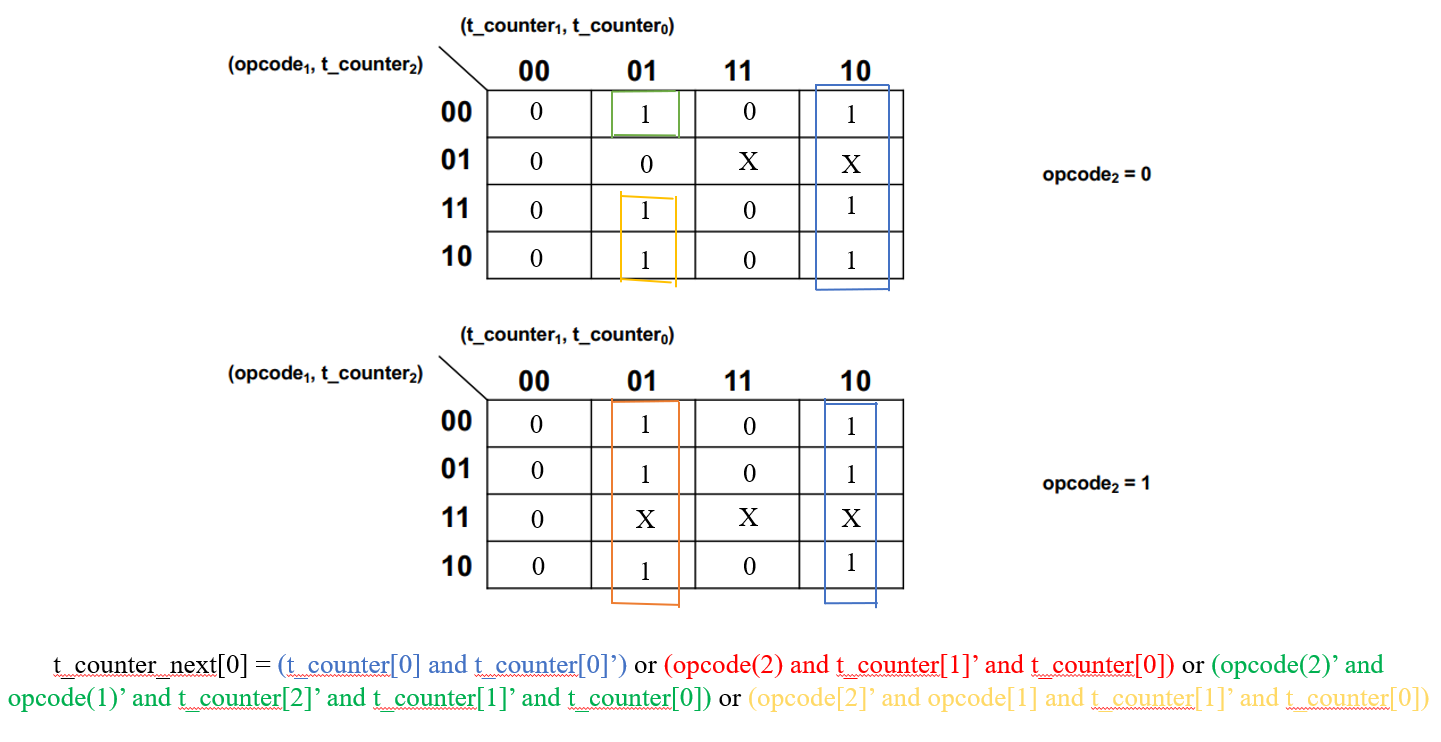 (t_counter₁, t_counter₀)
(opcode₁, t_counter₂)
00 01 11 10
00 0 1 0 1
01 0 0 X X
opcode₂ = 0
11 0 1 0 1
10 0 1 0 1
(t_counter₁, t_counter₀)
(opcode₁, t_counter₂)
00 01 11 10
00 0 1 0 1
01 0 1 0 1
opcode₂ = 1
11 0 X X X
10 0 1 0 1
t_counter_next[0] = (t_counter[0] and t_counter[0]’) or (opcode(2) and t_counter[1]’ and t_counter[0]) or (opcode(2)’ and
opcode(1)’ and t_counter[2]’ and t_counter[1]’ and t_counter[0]) or (opcode[2]’ and opcode[1] and t_counter[1]’ and t_counter[0])